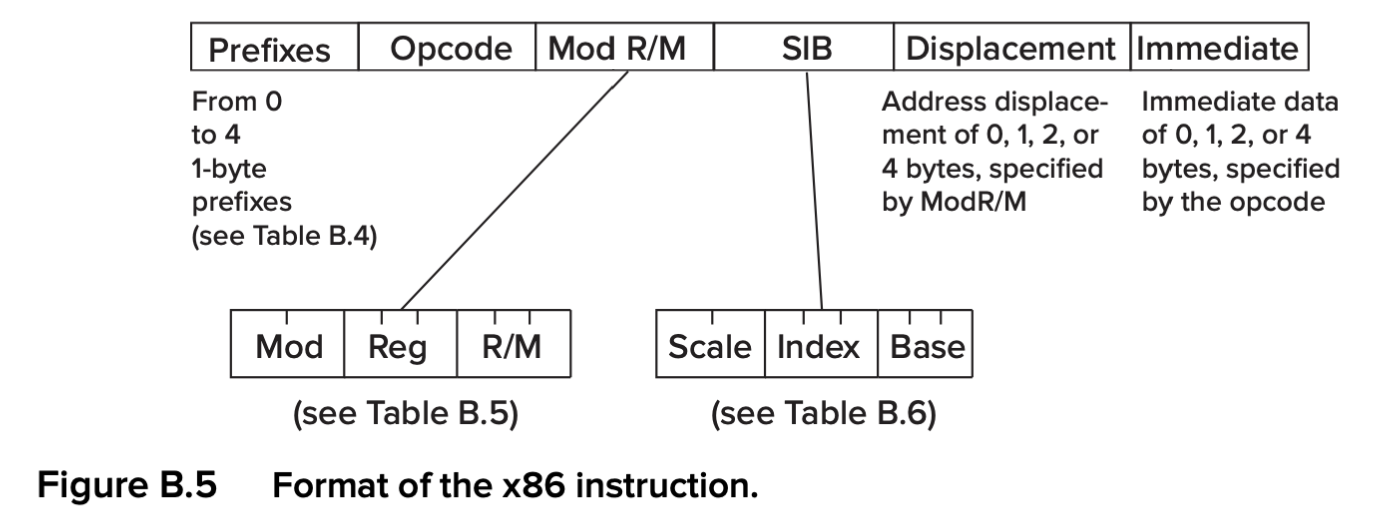 Prefixes Opcode Mod R/M SIB Displacement Immediate
From 0
to 4
1-byte
prefixes
(see Table B.4)
Address displace-
ment of 0, 1, 2, or
4 bytes, specified
by ModR/M
Immediate data
of 0, 1, 2, or 4
bytes, specified
by the opcode
Mod Reg R/M
(see Table B.5)
Scale Index Base
(see Table B.6)
Figure B.5 Format of the x86 instruction.